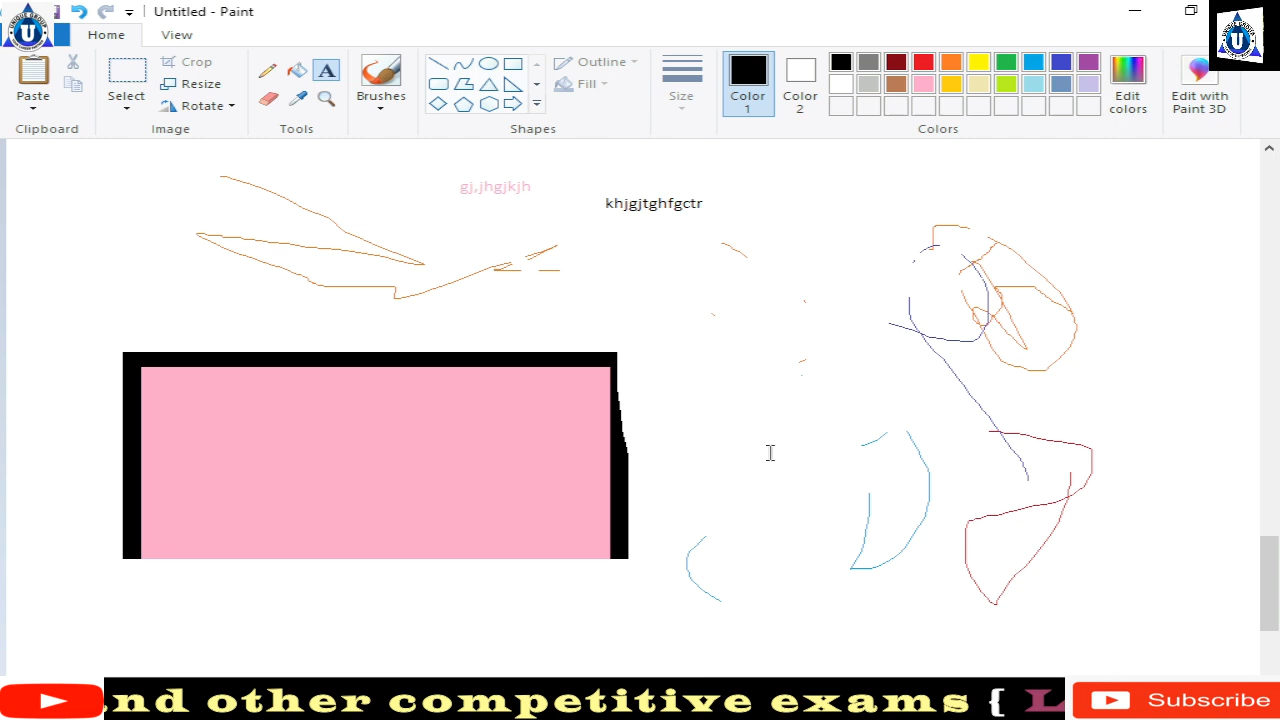 Untitled - Paint
Home View
Paste
Select
Crop
Resize
Rotate
A
Brushes
Outline
Fill
Size
Color 1
Color 2
Edit colors
Edit with Paint 3D
Clipboard
Image
Tools
Shapes
Colors
gj,jhgjkjh
khjgjtghfgctr
nd other competitive exams { L
Subscribe